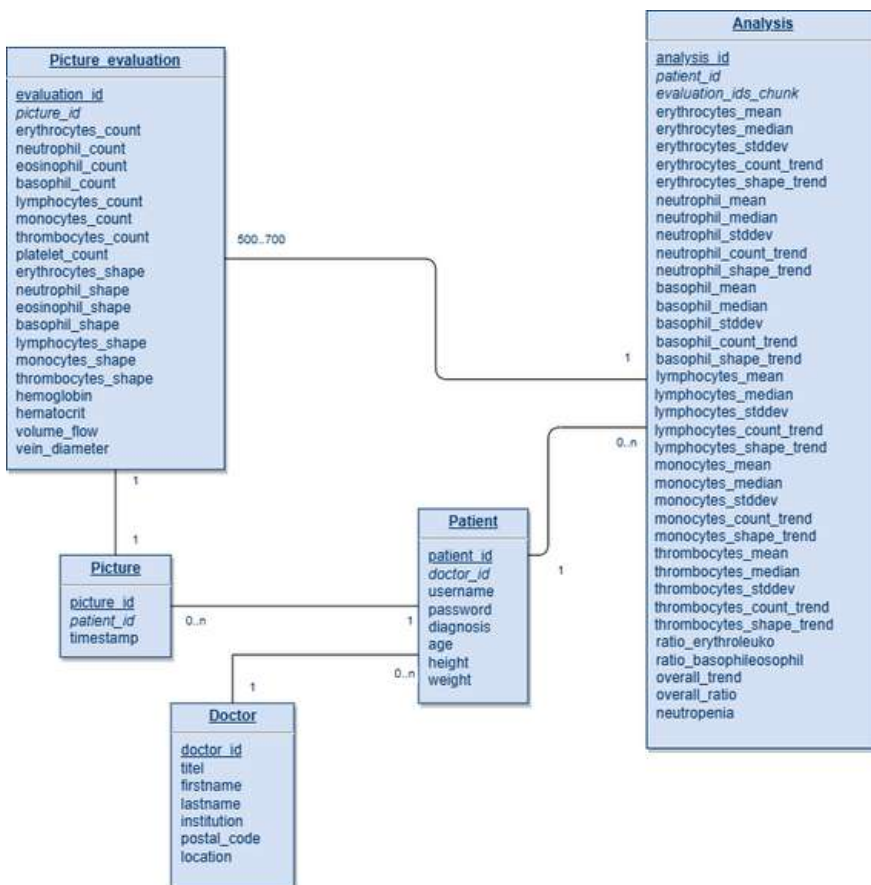 Picture_evaluation
evaluation_id
picture_id
erythrocytes_count
neutrophil_count
eosinophil_count
basophil_count
lymphocytes_count
monocytes_count
thrombocytes_count
platelet_count
erythrocytes_shape
neutrophil_shape
eosinophil_shape
basophil_shape
lymphocytes_shape
monocytes_shape
thrombocytes_shape
hemoglobin
hematocrit
volume_flow
vein_diameter
500..700
1
Analysis
analysis_id
patient_id
evaluation_ids_chunk
erythrocytes_mean
erythrocytes_median
erythrocytes_stddev
erythrocytes_count_trend
erythrocytes_shape_trend
neutrophil_mean
neutrophil_median
neutrophil_stddev
neutrophil_count_trend
neutrophil_shape_trend
basophil_mean
basophil_median
basophil_stddev
basophil_count_trend
basophil_shape_trend
lymphocytes_mean
lymphocytes_median
lymphocytes_stddev
lymphocytes_count_trend
lymphocytes_shape_trend
monocytes_mean
monocytes_median
monocytes_stddev
monocytes_count_trend
monocytes_shape_trend
thrombocytes_mean
thrombocytes_median
thrombocytes_stddev
thrombocytes_count_trend
thrombocytes_shape_trend
ratio_erythroleuko
ratio_basophileosophil
overall_trend
overall_ratio
neutropenia
0..n
1
1
1
Picture
picture_id
patient_id
timestamp
0..n
1
Patient
patient_id
doctor_id
username
password
diagnosis
age
height
weight
0..n
1
Doctor
doctor_id
titel
firstname
lastname
institution
postal_code
location